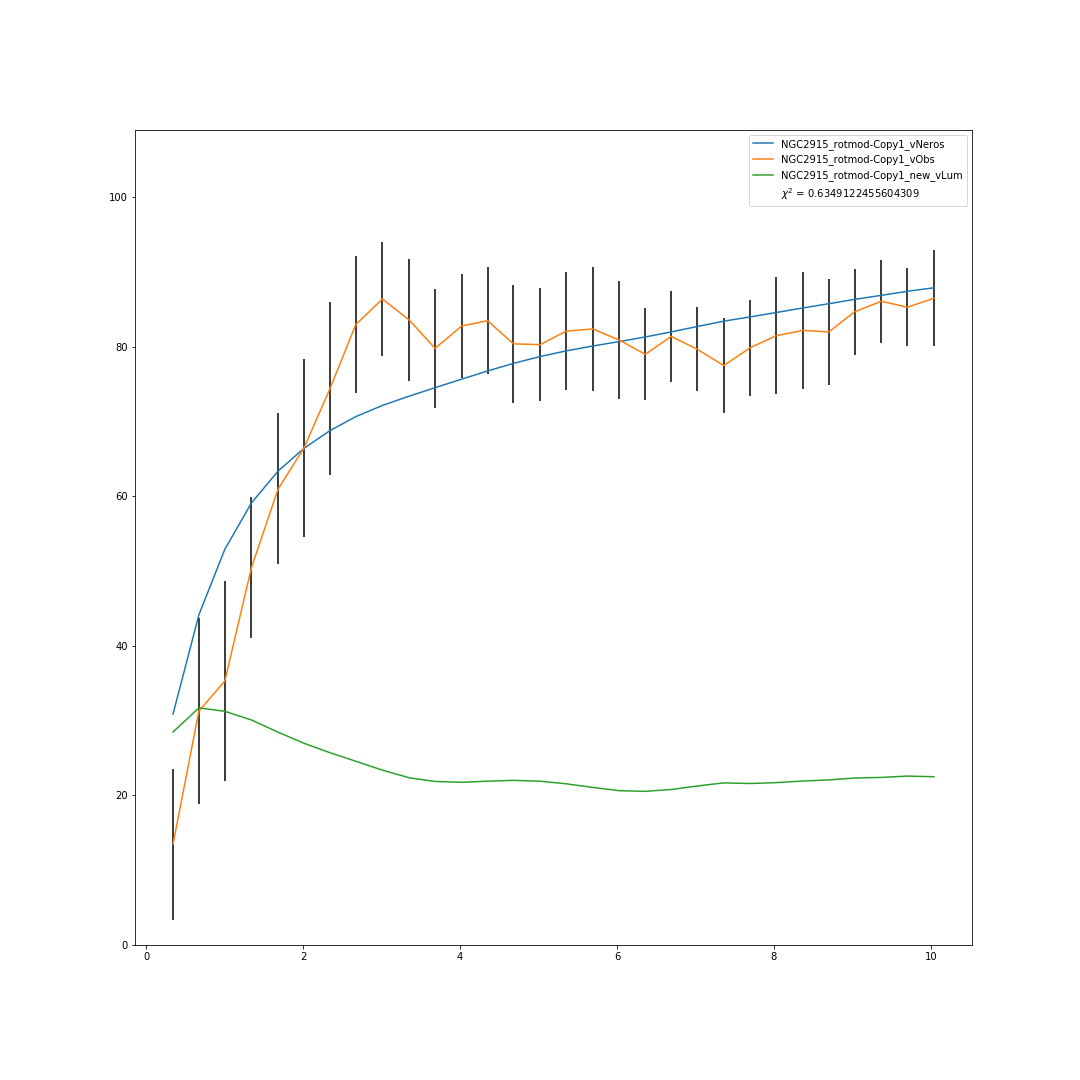 NGC2915_rotmod-Copy1_vNeros
NGC2915_rotmod-Copy1_vObs
NGC2915_rotmod-Copy1_new_vLum
χ² = 0.6349122455604309
100
80
60
40
20
0
0 2 4 6 8 10